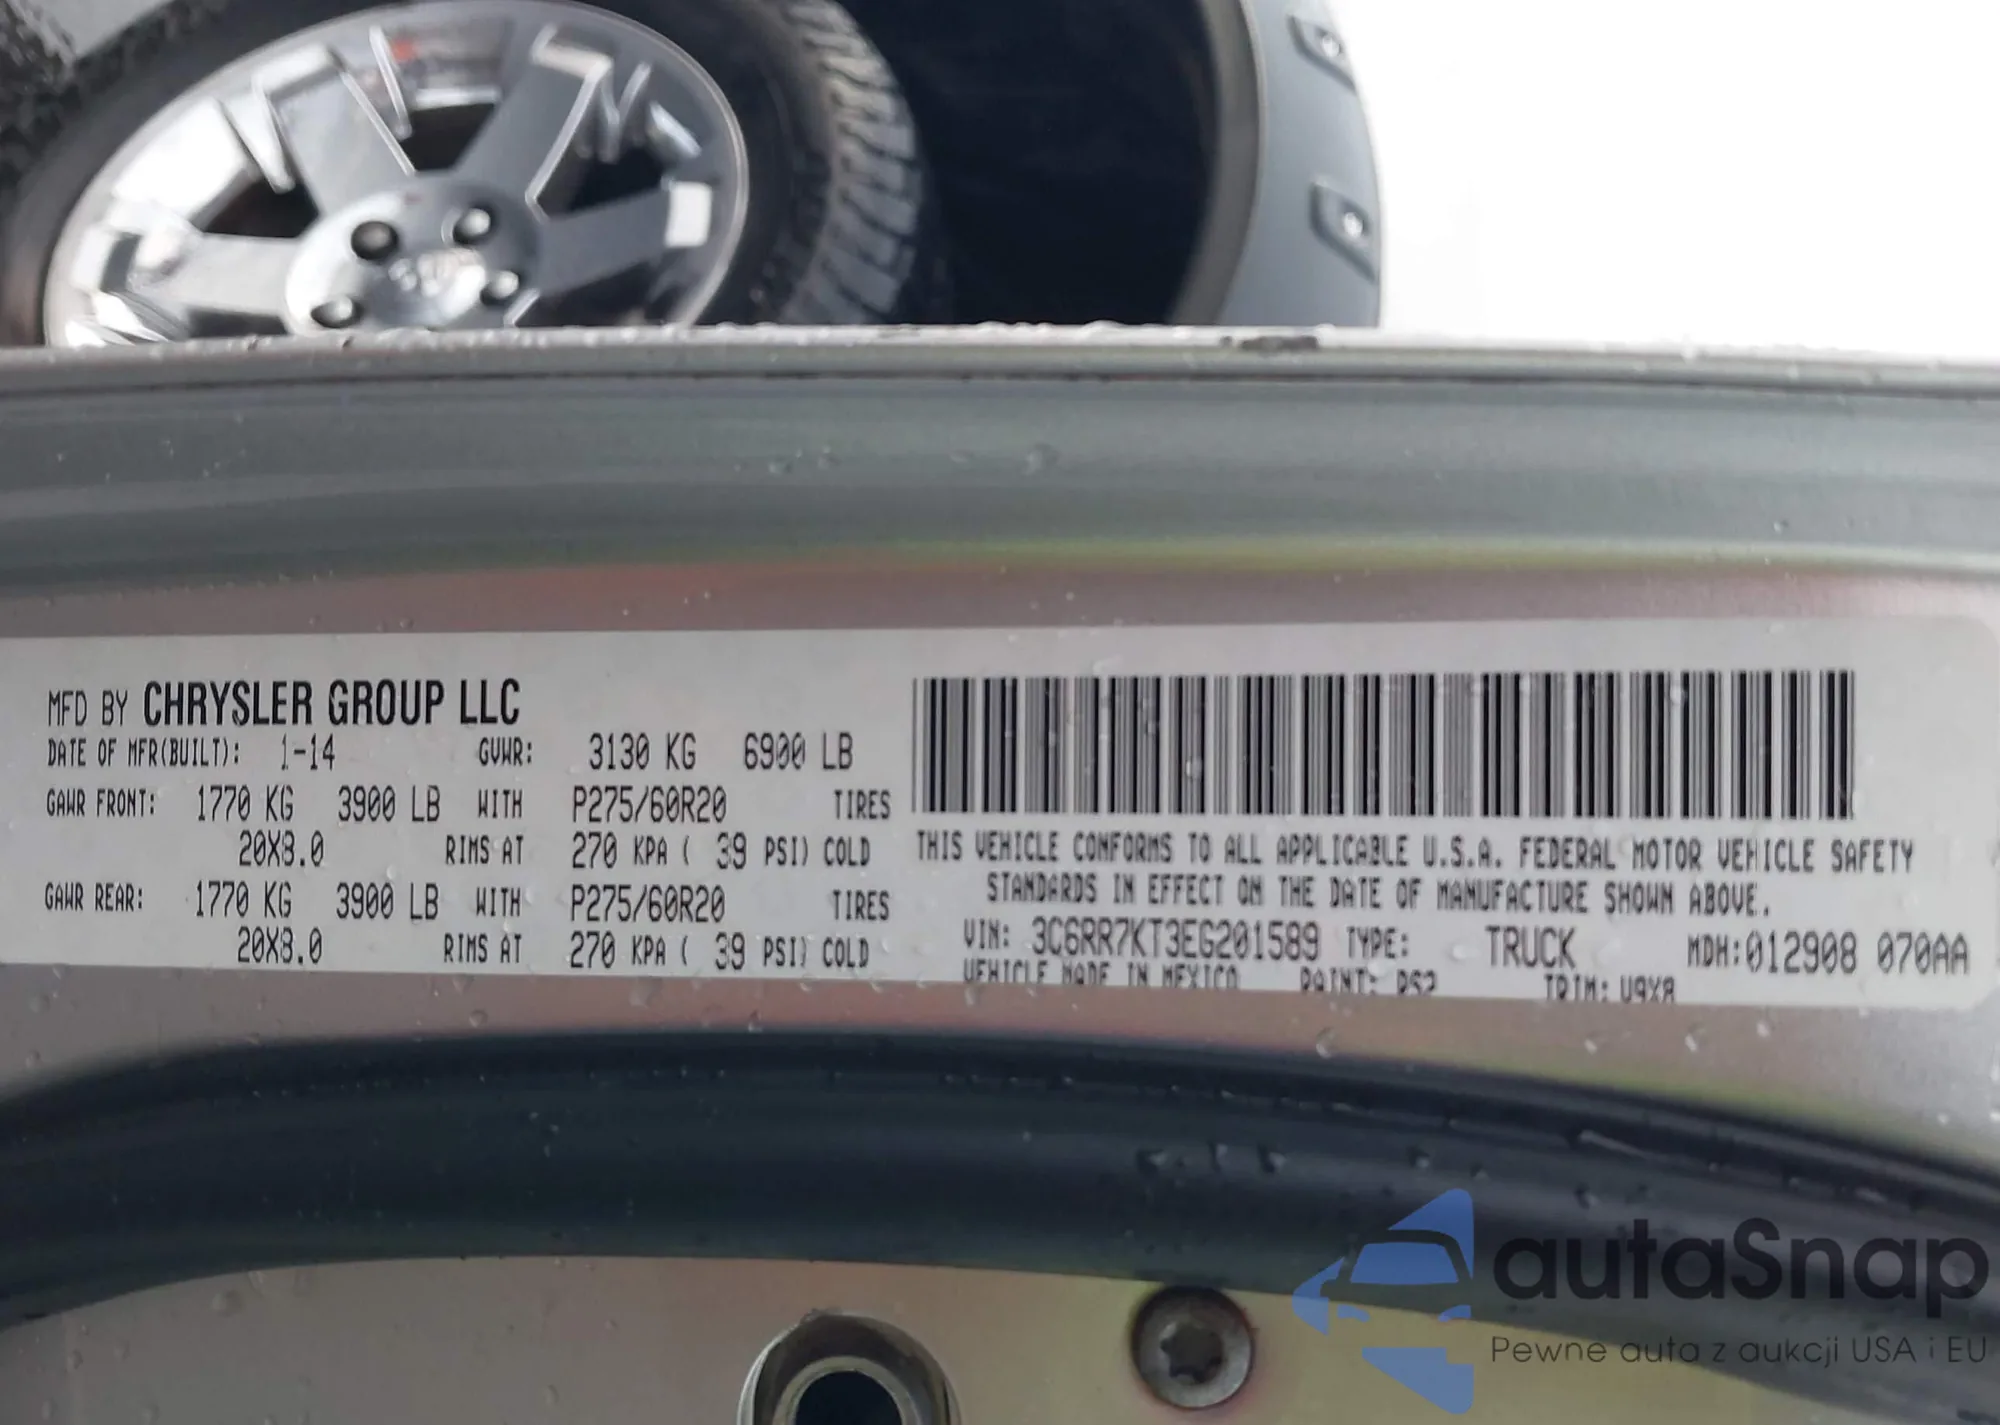 MFD BY CHRYSLER GROUP LLC
DATE OF MFR(BUILT): 1-14 GVWR: 3130 KG 6900 LB
GAWR FRONT: 1770 KG 3900 LB WITH P275/60R20 TIRES
20X8.0 RIMS AT 270 KPA ( 39 PSI) COLD
GAWR REAR: 1770 KG 3900 LB WITH P275/60R20 TIRES
20X8.0 RIMS AT 270 KPA ( 39 PSI) COLD
THIS VEHICLE CONFORMS TO ALL APPLICABLE U.S.A. FEDERAL MOTOR VEHICLE SAFETY
STANDARDS IN EFFECT ON THE DATE OF MANUFACTURE SHOWN ABOVE.
VIN: 3C6RR7KT3EG201589 TYPE: TRUCK MDH:012908 070AA
VEHICLE MADE IN MEXICO PAINT: PS2 TRIM: V9X8
autaSnap
Pewne auta z aukcji USA i EU